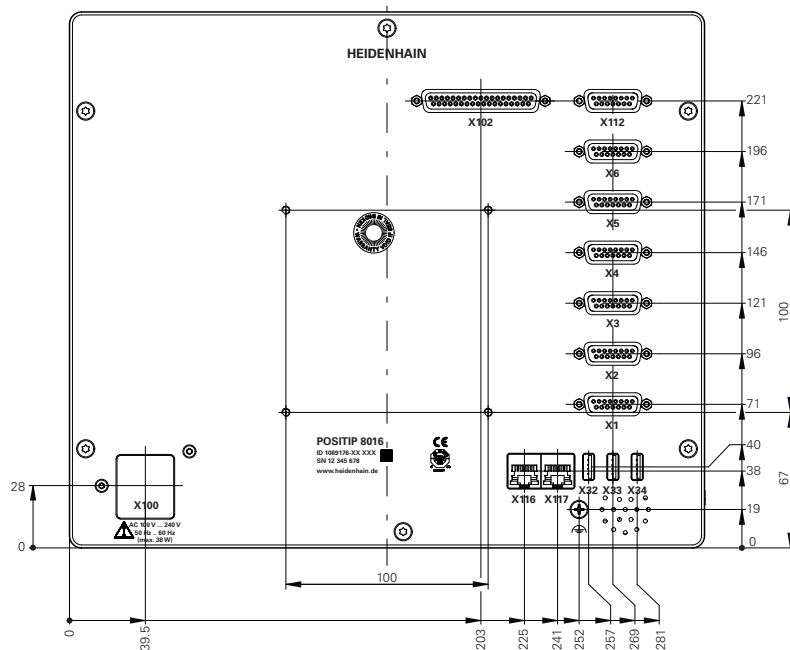 HEIDENHAIN
X102
X112
221
X6
196
X5
171
X4
146
X3
121
100
X2
96
X1
71
POSITIP 8016
ID 1089176-XX XXX
SN 12 345 678
www.heidenhain.de
CE
40
38
67
28
X100
X116
X117
X32
X33
X34
AC 100 V ... 240 V
50 Hz ... 60 Hz
(max. 38 W)
19
0
0
100
0
39.5
203
225
241
252
257
269
281